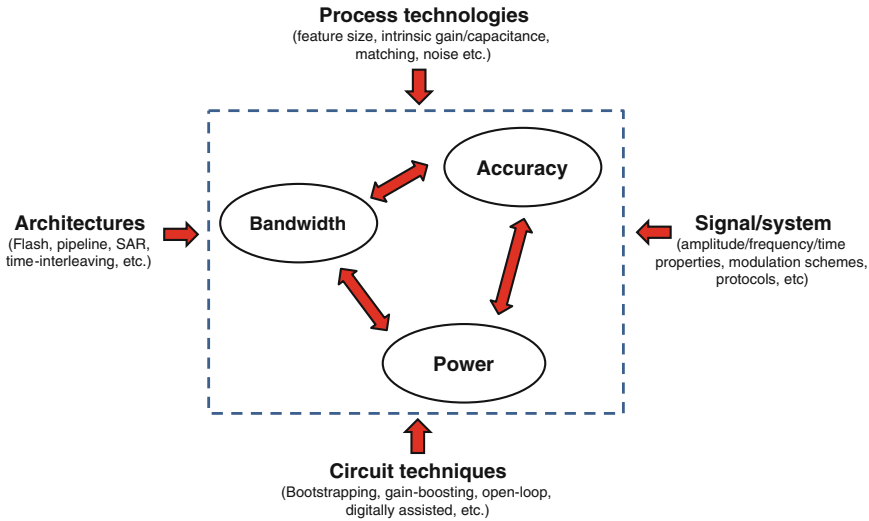 Process technologies
(feature size, intrinsic gain/capacitance,
matching, noise etc.)
Accuracy
Bandwidth
Architectures
(Flash, pipeline, SAR,
time-interleaving, etc.)
Signal/system
(amplitude/frequency/time
properties, modulation schemes,
protocols, etc)
Power
Circuit techniques
(Bootstrapping, gain-boosting, open-loop,
digitally assisted, etc.)